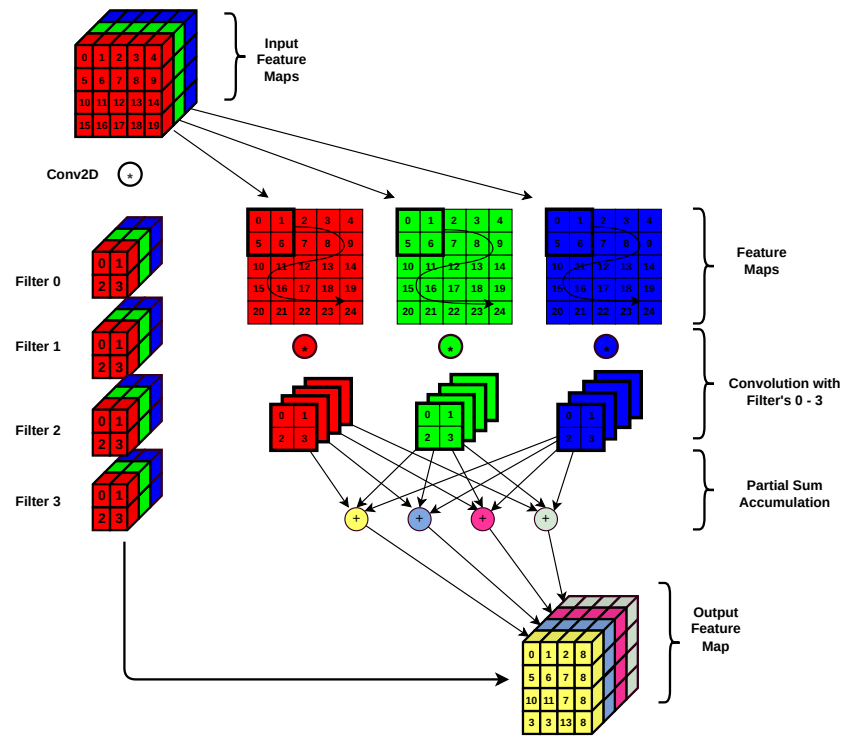 Input
Feature
Maps
0 1 2 3 4
5 6 7 8 9
10 11 12 13 14
15 16 17 18 19
Conv2D *
Filter 0
0 1
2 3
Filter 1
0 1
2 3
Filter 2
0 1
2 3
Filter 3
0 1
2 3
0 1 2 3 4
5 6 7 8 9
10 11 12 13 14
15 16 17 18 19
20 21 22 23 24
0 1 2 3 4
5 6 7 8 9
10 11 12 13 14
15 16 17 18 19
20 21 22 23 24
0 1 2 3 4
5 6 7 8 9
10 11 12 13 14
15 16 17 18 19
20 21 22 23 24
Feature
Maps
* * *
0 1
2 3
0 1
2 3
0 1
2 3
Convolution with
Filter's 0 - 3
+ + + +
Partial Sum
Accumulation
0 1 2 8
5 6 7 8
10 11 7 8
3 3 13 8
Output
Feature
Map